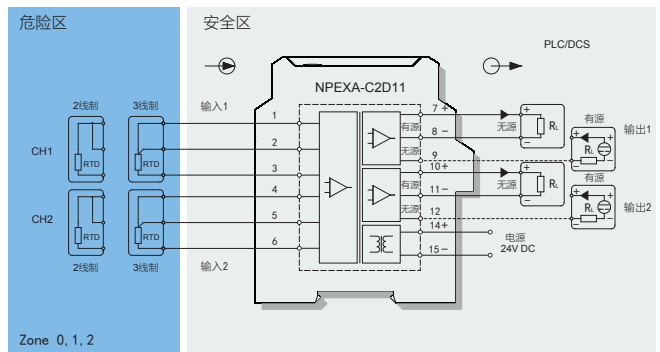 危险区
安全区
PLC/DCS
NPEXA-C2D11
2线制
3线制
输入1
CH1
RTD
RTD
1
2
3
4
5
6
CH2
RTD
RTD
2线制
3线制
输入2
7 +
有源
8 −
无源
9
10+
有源
11−
无源
12
14+
15−
无源
RL
有源
+
−
RL
输出1
无源
RL
有源
+
−
RL
输出2
电源
24V DC
Zone 0,1,2